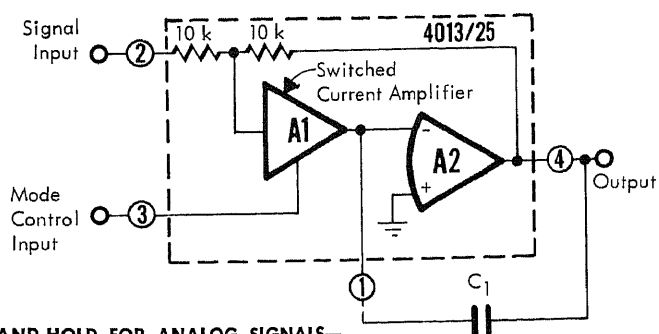 Signal
Input
2
10 k
10 k
4013/25
Switched
Current Amplifier
A1
A2
−
+
4
Output
Mode
Control
Input
3
1
C1
AND HOLD FOR ANALOG SIGNALS—